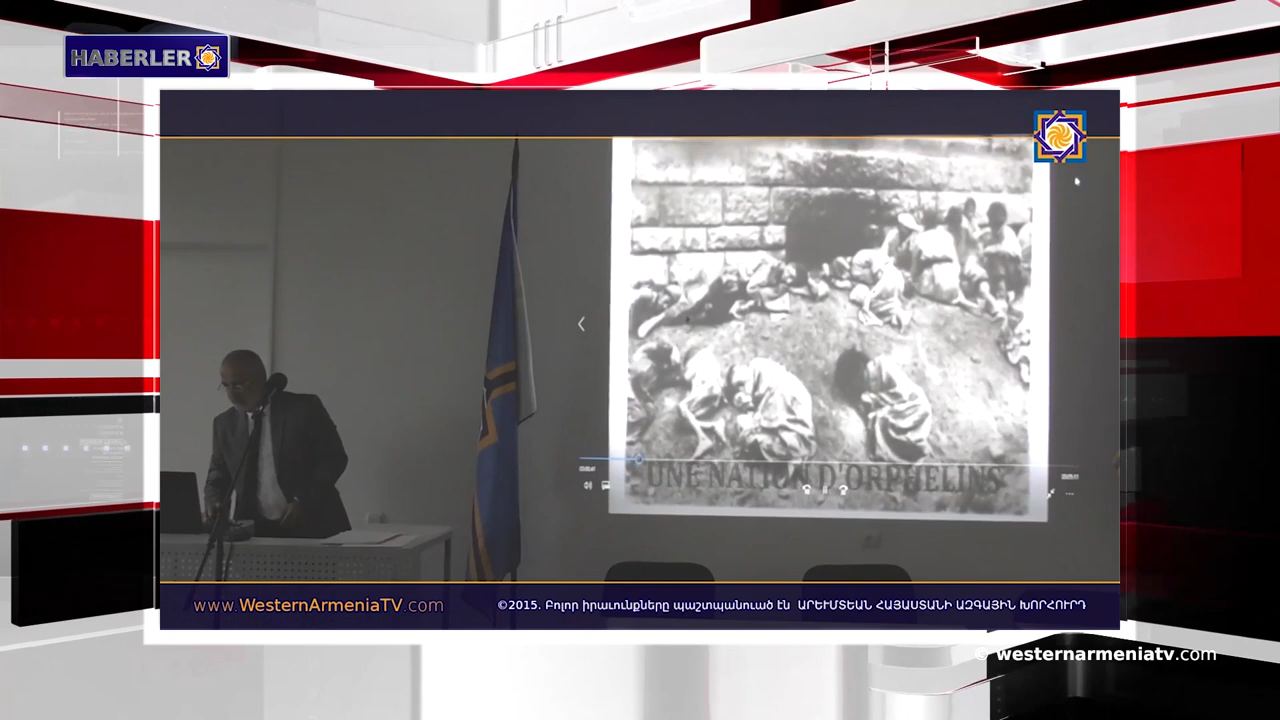 HABERLER
UNE NATION D'ORPHELINS
www.WesternArmeniaTV.com
©2015. Բոլոր իրաւունքները պաշտպանուած են ԱՐԵՒՄՏԵԱՆ ՀԱՅԱՍՏԱՆԻ ԱԶԳԱՅԻՆ ԽՈՐՀՈՒՐԴ
© westernarmeniatv.com